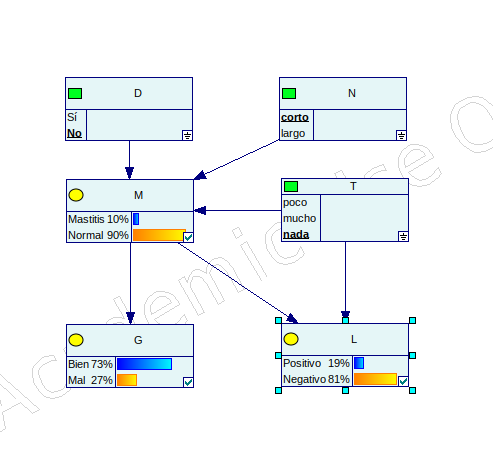 D
Sí
No
N
corto
largo
M
Mastitis 10%
Normal 90%
T
poco
mucho
nada
G
Bien 73%
Mal 27%
L
Positivo 19%
Negativo 81%
Academic use o